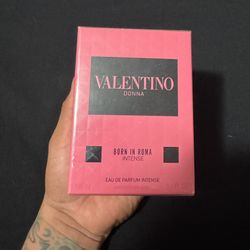 VALENTINO
DONNA
BORN IN ROMA
INTENSE
EAU DE PARFUM INTENSE